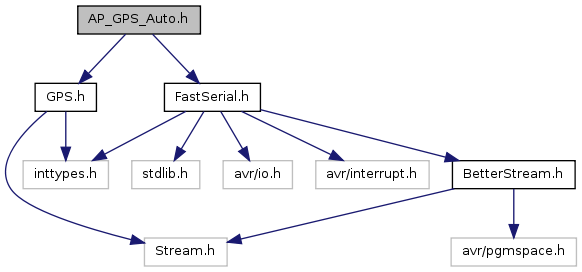 AP_GPS_Auto.h
GPS.h
FastSerial.h
inttypes.h
stdlib.h
avr/io.h
avr/interrupt.h
BetterStream.h
Stream.h
avr/pgmspace.h